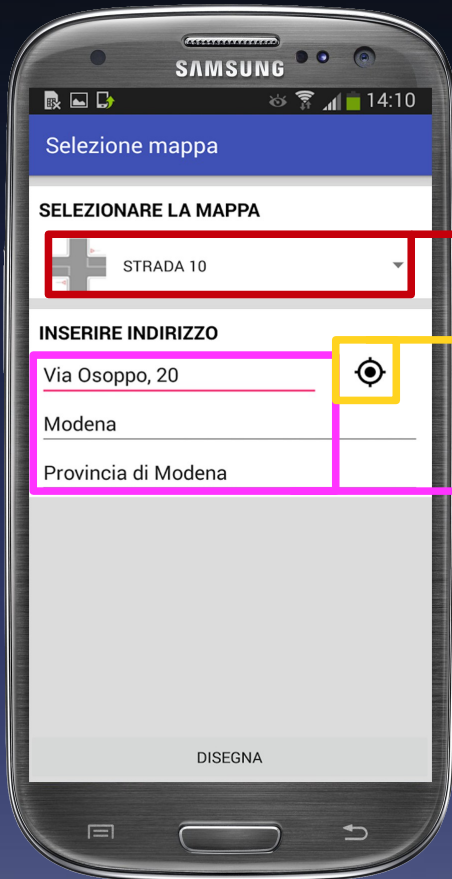 SAMSUNG
14:10
Selezione mappa
SELEZIONARE LA MAPPA
STRADA 10
INSERIRE INDIRIZZO
Via Osoppo, 20
Modena
Provincia di Modena
DISEGNA